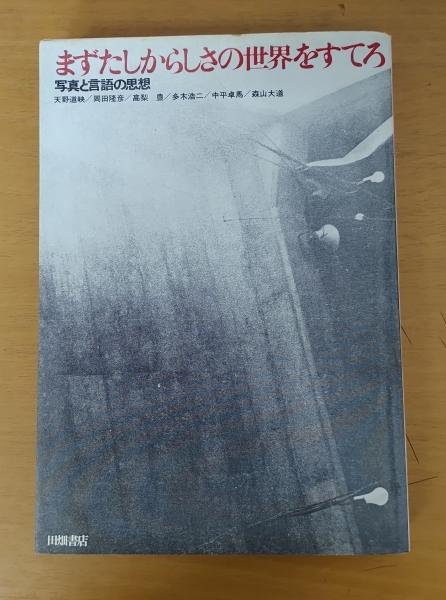 まずたしからしさの世界をすてろ
写真と言語の思想
天野道映／岡田隆彦／高梨　豊／多木浩二／中平卓馬／森山大道
田畑書店